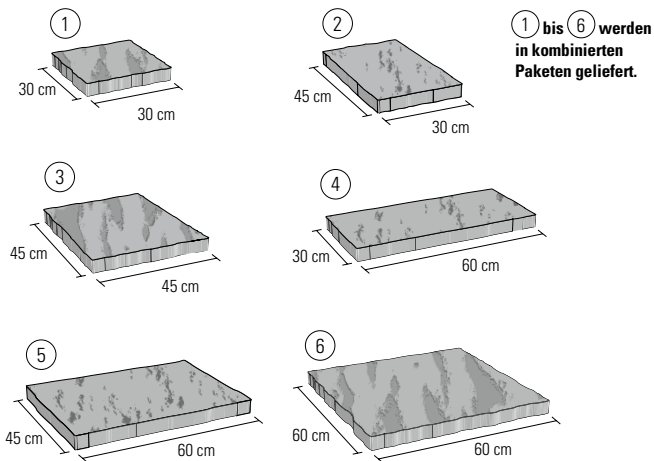 1
30 cm
30 cm
2
45 cm
30 cm
1 bis 6 werden
in kombinierten
Paketen geliefert.
3
45 cm
45 cm
4
30 cm
60 cm
5
45 cm
60 cm
6
60 cm
60 cm